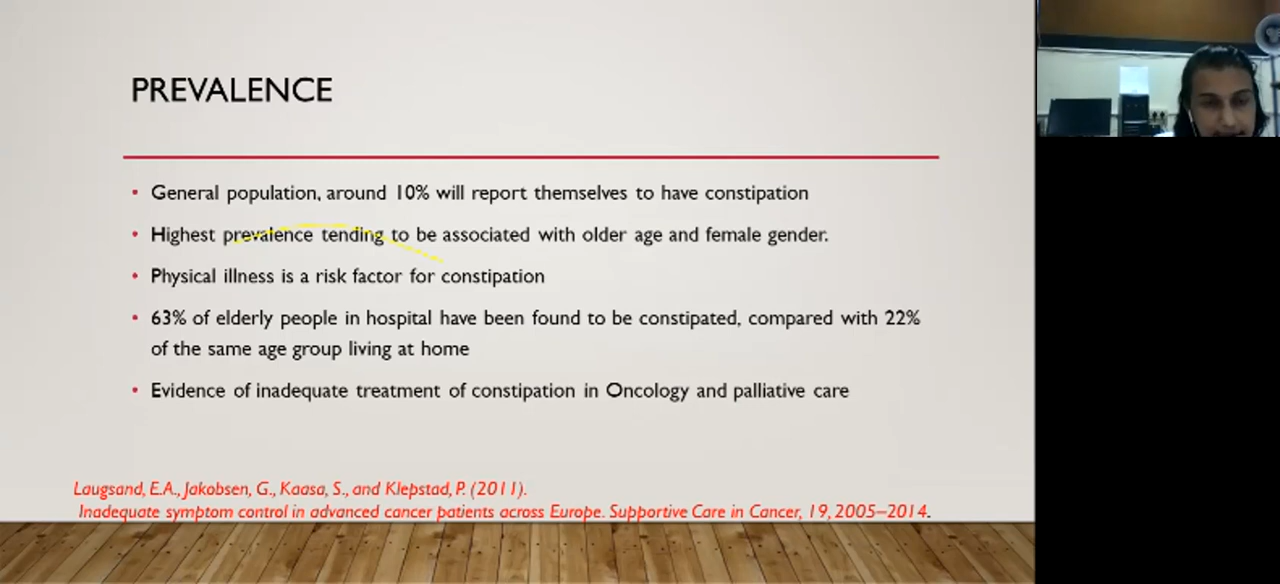 PREVALENCE
• General population, around 10% will report themselves to have constipation
• Highest prevalence tending to be associated with older age and female gender.
• Physical illness is a risk factor for constipation
• 63% of elderly people in hospital have been found to be constipated, compared with 22%
of the same age group living at home
• Evidence of inadequate treatment of constipation in Oncology and palliative care
Laugsand, E.A., Jakobsen, G., Kaasa, S., and Klepstad, P. (2011).
Inadequate symptom control in advanced cancer patients across Europe. Supportive Care in Cancer, 19, 2005–2014.